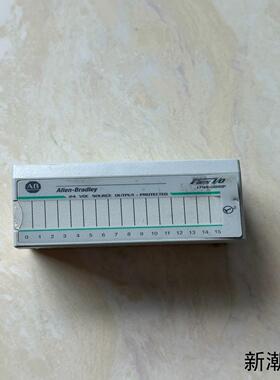 AB
Allen-Bradley
Flex I/O
24 VDC SOURCE OUTPUT - PROTECTED
0 1 2 3 4 5 6 7 8 9 10 11 12 13 14 15
新潮